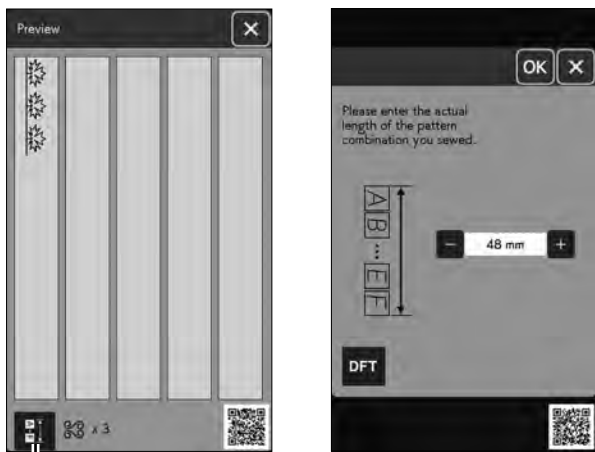 Preview
x 3
OK
Please enter the actual
length of the pattern
combination you sewed.
A
B
E
F
− 48 mm +
DFT